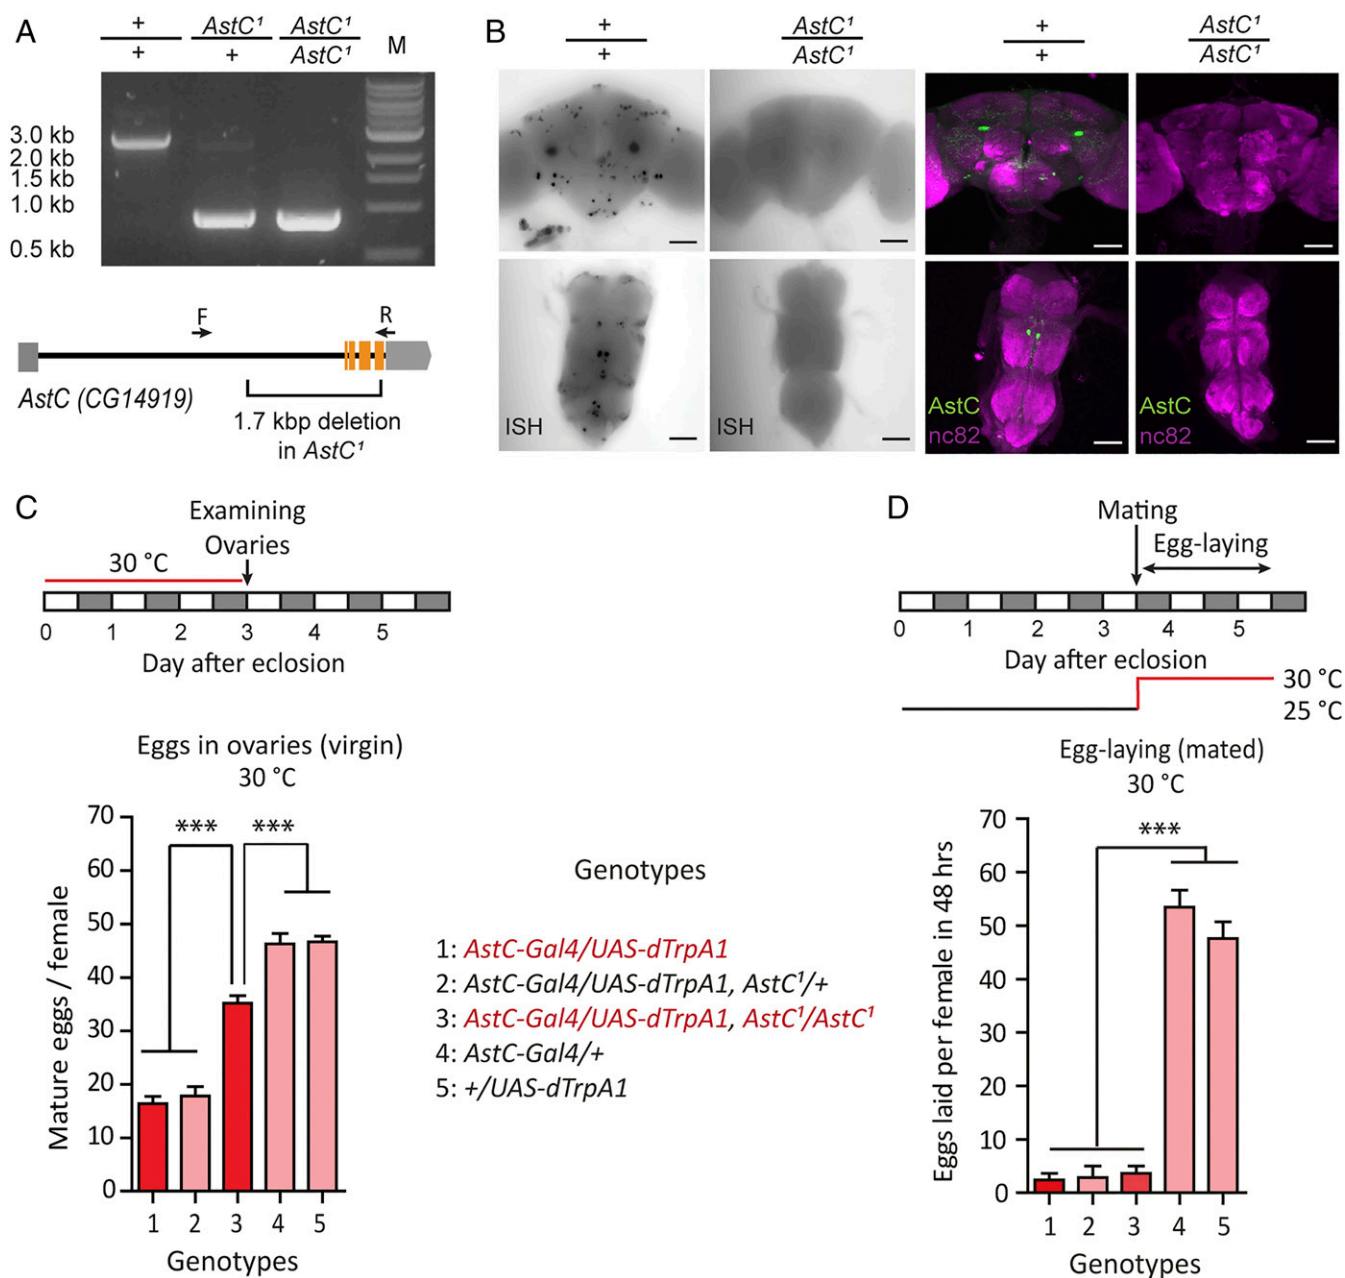 A
+
+
AstC¹
+
AstC¹
AstC¹
M
3.0 kb
2.0 kb
1.5 kb
1.0 kb
0.5 kb
F
R
AstC (CG14919)
1.7 kbp deletion
in AstC¹
B
+
+
AstC¹
AstC¹
+
+
AstC¹
AstC¹
ISH
ISH
AstC
nc82
AstC
nc82
C
Examining
Ovaries
30 °C
0 1 2 3 4 5
Day after eclosion
Eggs in ovaries (virgin)
30 °C
Mature eggs / female
70
60
50
40
30
20
10
0
*** ***
1 2 3 4 5
Genotypes
Genotypes
1: AstC-Gal4/UAS-dTrpA1
2: AstC-Gal4/UAS-dTrpA1, AstC¹/+
3: AstC-Gal4/UAS-dTrpA1, AstC¹/AstC¹
4: AstC-Gal4/+
5: +/UAS-dTrpA1
D
Mating
Egg-laying
0 1 2 3 4 5
Day after eclosion
30 °C
25 °C
Egg-laying (mated)
30 °C
Eggs laid per female in 48 hrs
70
60
50
40
30
20
10
0
***
1 2 3 4 5
Genotypes